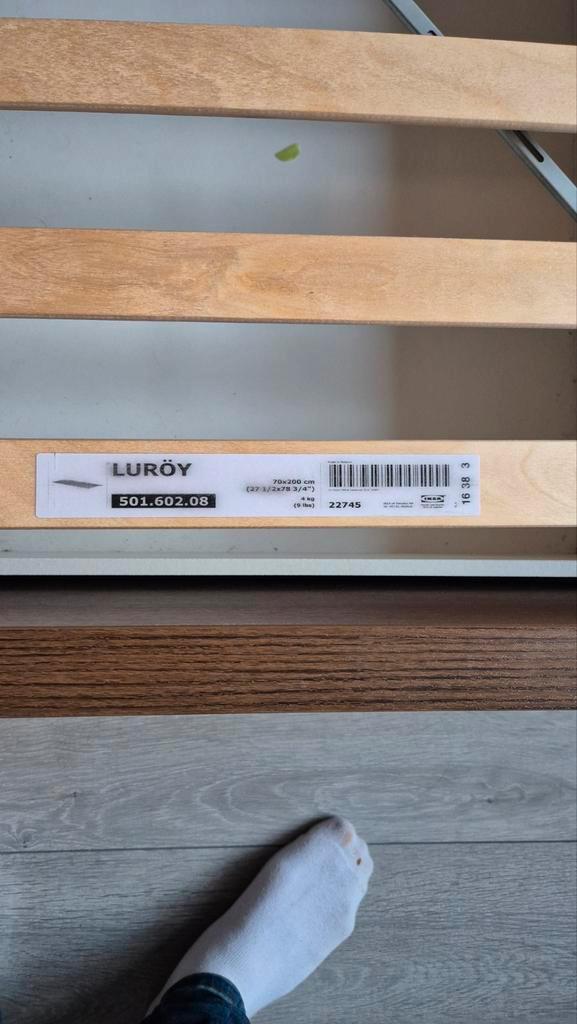 LURÖY
501.602.08
70x200 cm
(27 1/2x78 3/4")
4 kg
(9 lbs)
22745
IKEA
16 38 3